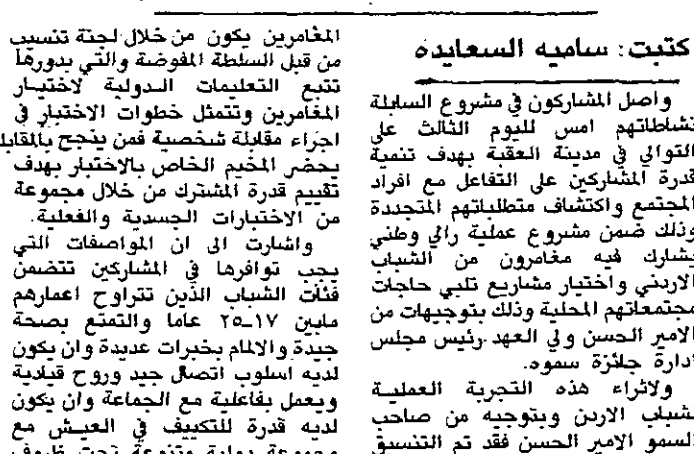 كتبت: ساميه السعايده
واصل المشاركون في مشروع السابلة
نشاطاتهم امس لليوم الثالث على
التوالي في مدينة العقبة بهدف تنمية
قدرة المشاركين على التفاعل مع افراد
المجتمع واكتشاف متطلباتهم المتجددة
وذلك ضمن مشروع عملية رالي وطني
يشارك فيه مغامرون من الشباب
الاردني واختيار مشاريع تلبي حاجات
مجتمعاتهم المحلية وذلك بتوجيهات من
الامير الحسن ولي العهد رئيس مجلس
ادارة جائزة سموه.
ولاثراء هذه التجربة العملية
لشباب الاردن وبتوجيه من صاحب
السمو الامير الحسن فقد تم التنسيق
المغامرين يكون من خلال لجنة تنسيب
من قبل السلطة المفوضة والتي بدورها
تتبع التعليمات الدولية لاختيار
المغامرين وتتمثل خطوات الاختبار في
اجراء مقابلة شخصية فمن ينجح بالمقابلة
يحضر المخيم الخاص بالاختبار بهدف
تقييم قدرة المشترك من خلال مجموعة
من الاختبارات الجسدية والفعلية.
واشارت الى ان المواصفات التي
يجب توافرها في المشاركين تتضمن
فئات الشباب الذين تتراوح اعمارهم
مابين ١٧-٢٥ عاما والتمتع بصحة
جيدة والالمام بخبرات عديدة وان يكون
لديه اسلوب اتصال جيد وروح قيادية
ويعمل بفاعلية مع الجماعة وان يكون
لديه قدرة للتكييف في العيش مع
مجموعة دولية وتنوعة تحت ظروف